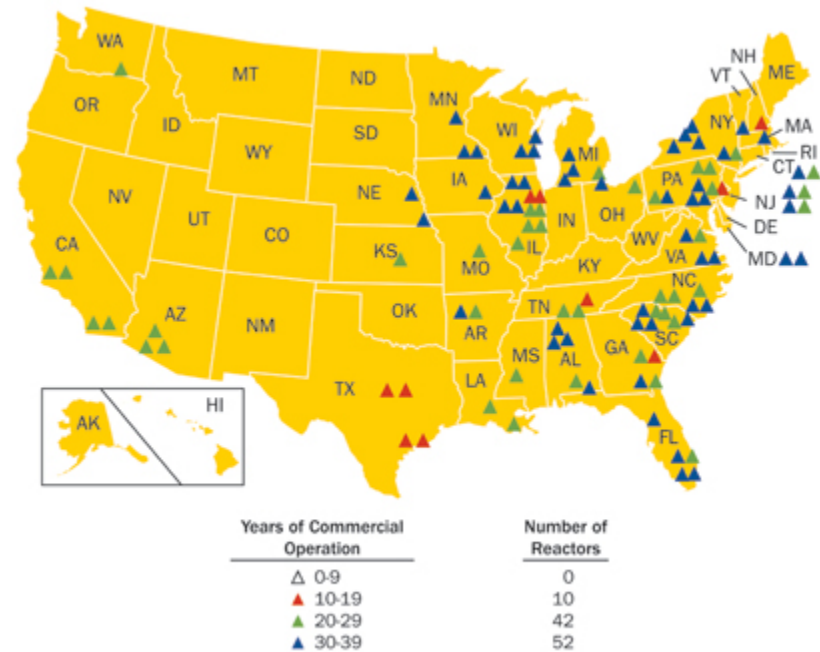 WA
MT
ND
MN
VT
NH
ME
OR
ID
SD
WI
NY
MA
WY
MI
RI
CT
NV
NE
IA
PA
NJ
UT
CO
IL
IN
OH
DE
CA
KS
MO
WV
VA
MD
KY
AZ
NM
OK
AR
TN
NC
SC
TX
LA
MS
AL
GA
FL
AK
HI
Years of Commercial Operation
Number of Reactors
0-9 0
10-19 10
20-29 42
30-39 52